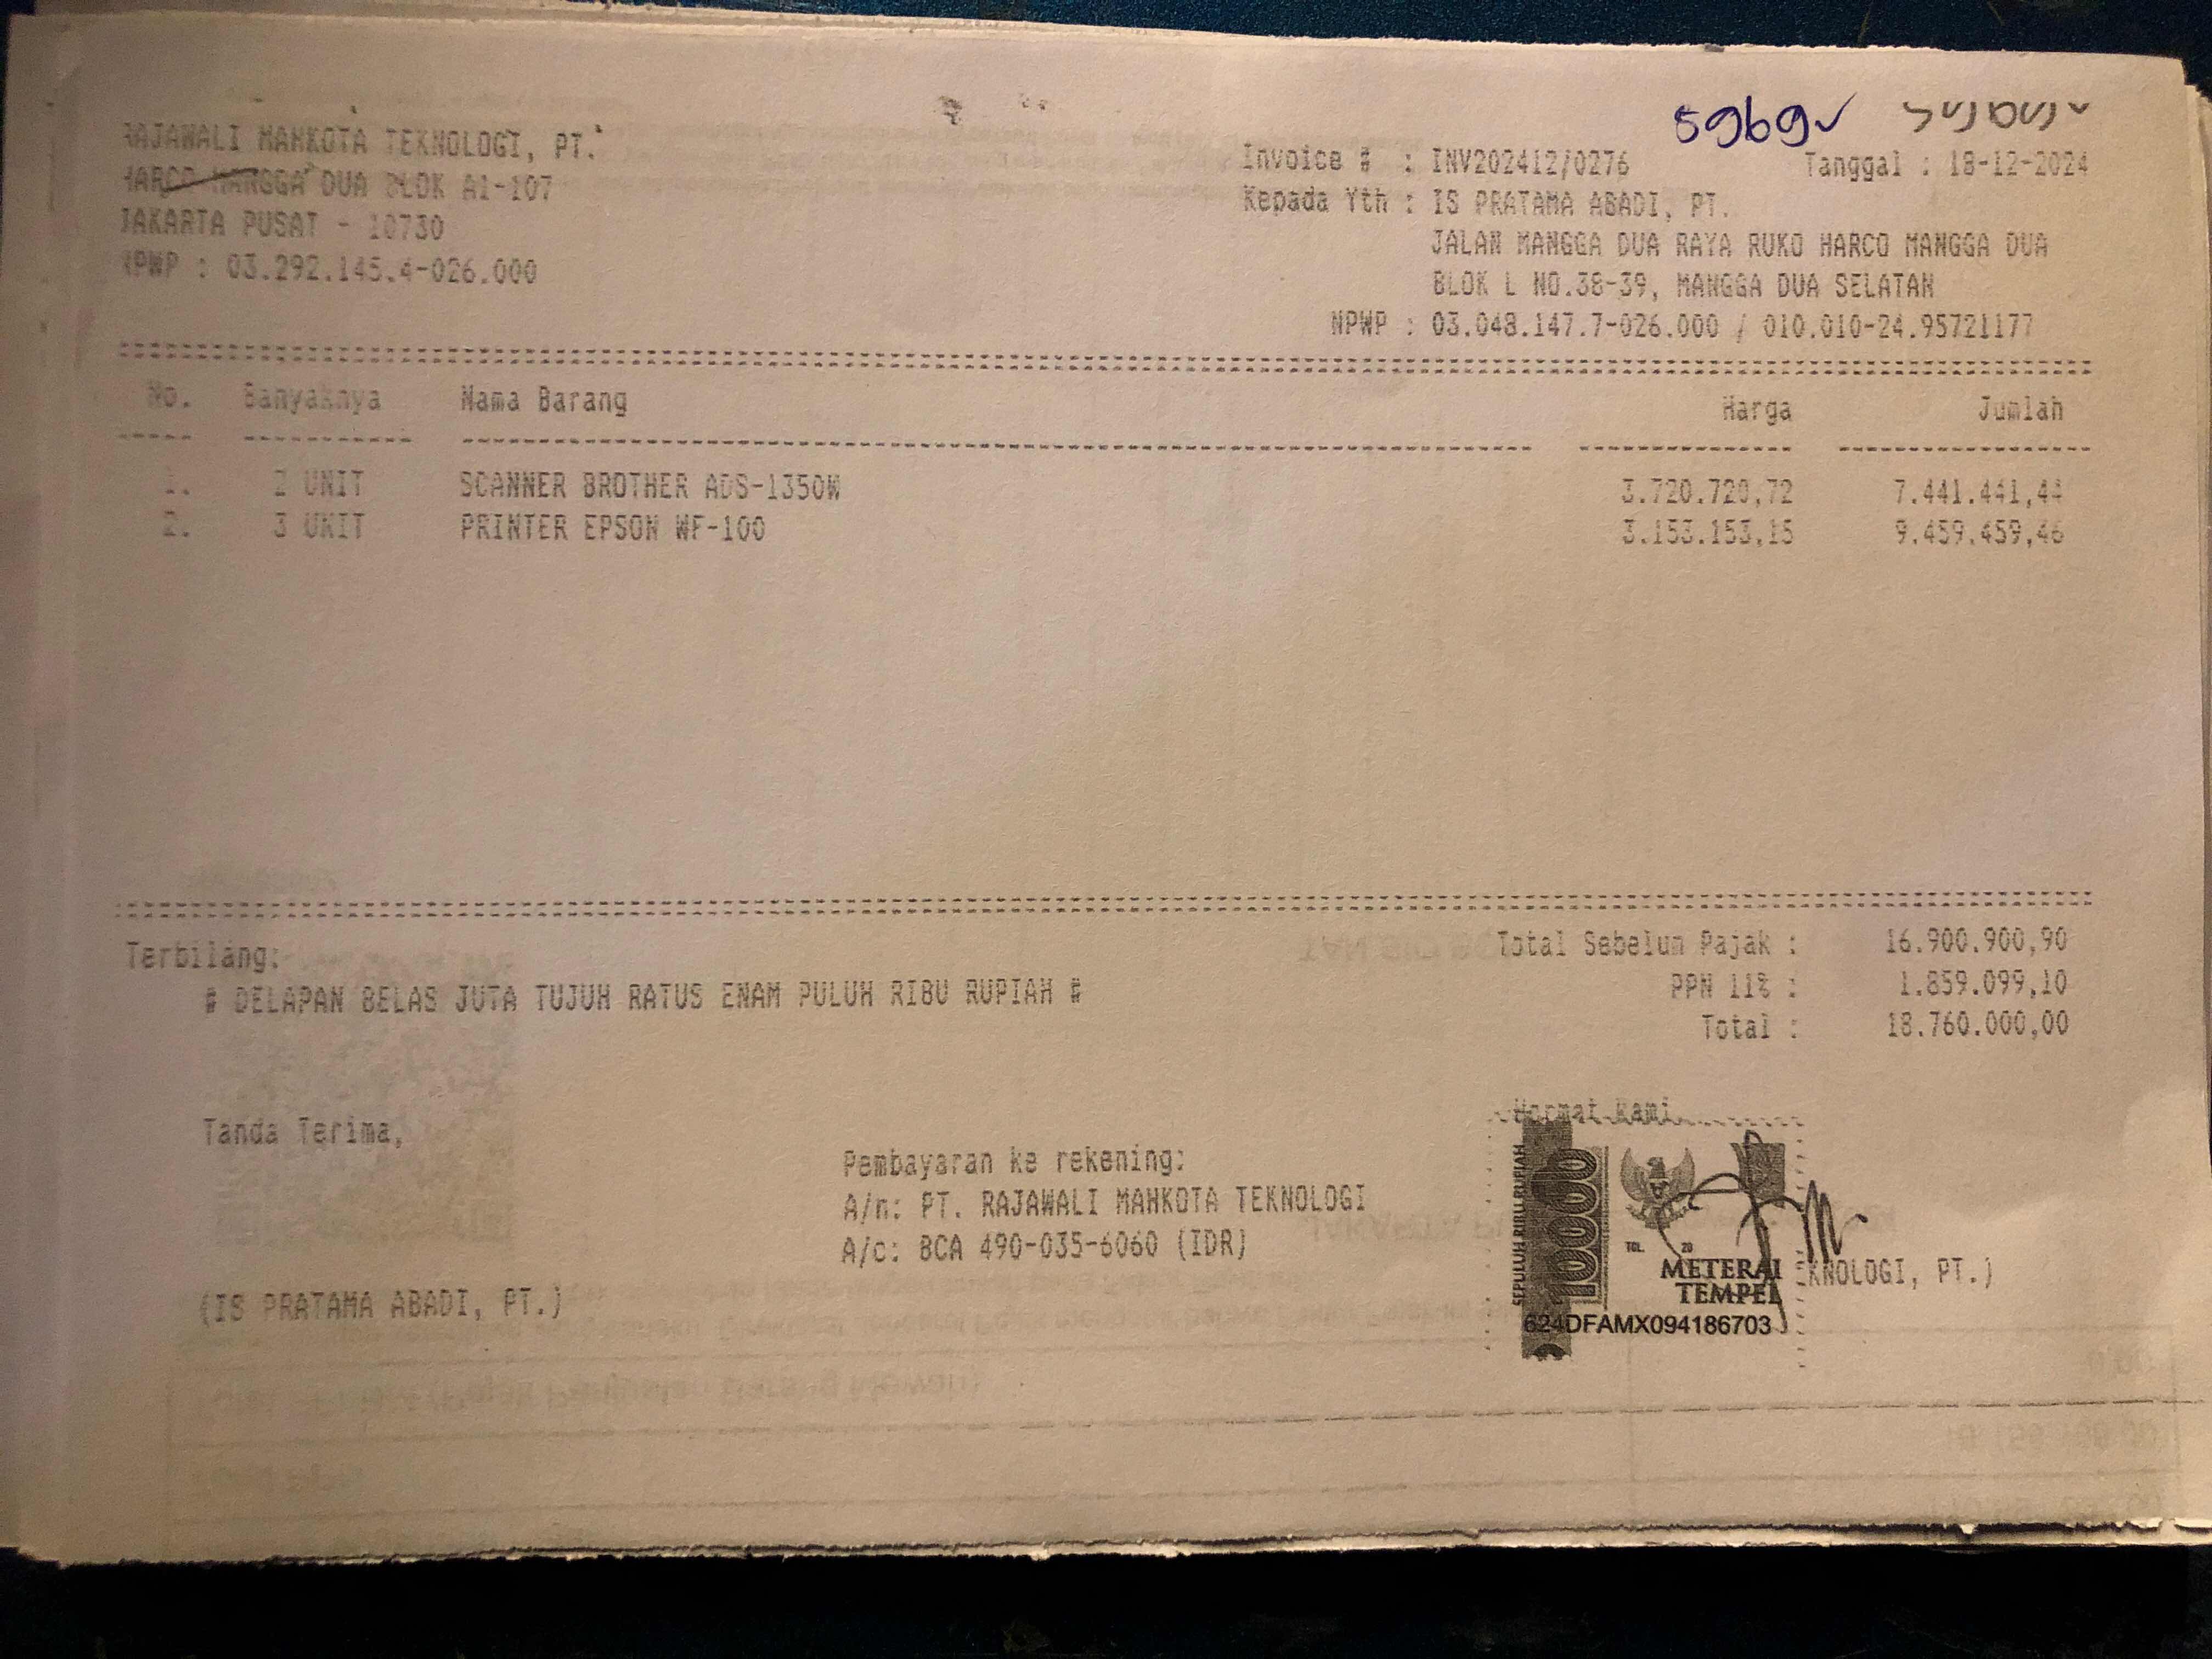 RAJAWALI MAHKOTA TEKNOLOGI, PT.
HARCO MANGGA DUA BLOK A1-107
JAKARTA PUSAT - 10730
NPWP : 03.292.145.4-026.000
5969
Invoice # : INV202412/0276 Tanggal : 18-12-2024
Kepada Yth : IS PRATAMA ABADI, PT.
JALAN MANGGA DUA RAYA RUKO HARCO MANGGA DUA
BLOK L NO.38-39, MANGGA DUA SELATAN
NPWP : 03.048.147.7-026.000 / 010.010-24.95721177
No. Banyaknya Nama Barang Harga Jumlah
1. 2 UNIT SCANNER BROTHER ADS-1350W 3.720.720,72 7.441.441,44
2. 3 UNIT PRINTER EPSON WF-100 3.153.153,15 9.459.459,46
Terbilang:
# DELAPAN BELAS JUTA TUJUH RATUS ENAM PULUH RIBU RUPIAH #
Total Sebelum Pajak : 16.900.900,90
PPN 11% : 1.859.099,10
Total : 18.760.000,00
Tanda Terima,
(IS PRATAMA ABADI, PT.)
Pembayaran ke rekening:
A/n: PT. RAJAWALI MAHKOTA TEKNOLOGI
A/c: BCA 490-035-6060 (IDR)
Hormat Kami,
SEPULUH RIBU RUPIAH
10000
TGL. 20
METERAI
TEMPEL
624DFAMX094186703
KNOLOGI, PT.)